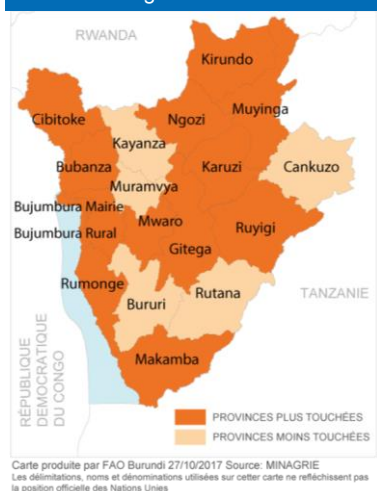 RWANDA
Kirundo
Cibitoke
Ngozi
Muyinga
Kayanza
Bubanza
Karuzi
Cankuzo
Muramvya
Bujumbura Mairie
Mwaro
Bujumbura Rural
Ruyigi
Gitega
Rumonge
Bururi
Rutana
TANZANIE
Makamba
RÉPUBLIQUE
DEMOCRATIQUE
DU CONGO
PROVINCES PLUS TOUCHÉES
PROVINCES MOINS TOUCHÉES
Carte produite par FAO Burundi 27/10/2017 Source: MINAGRIE
Les délimitations, noms et dénominations utilisées sur cetter carte ne refléchissent pas
la position officielle des Nations Unies